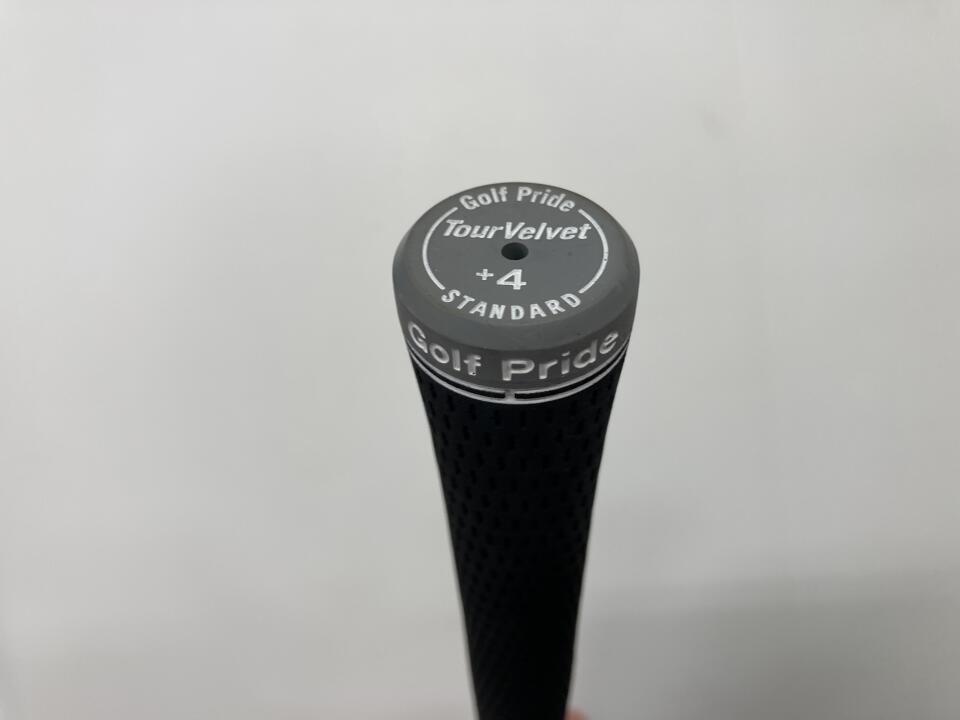 Golf Pride
TourVelvet
+4
STANDARD
Golf Pride